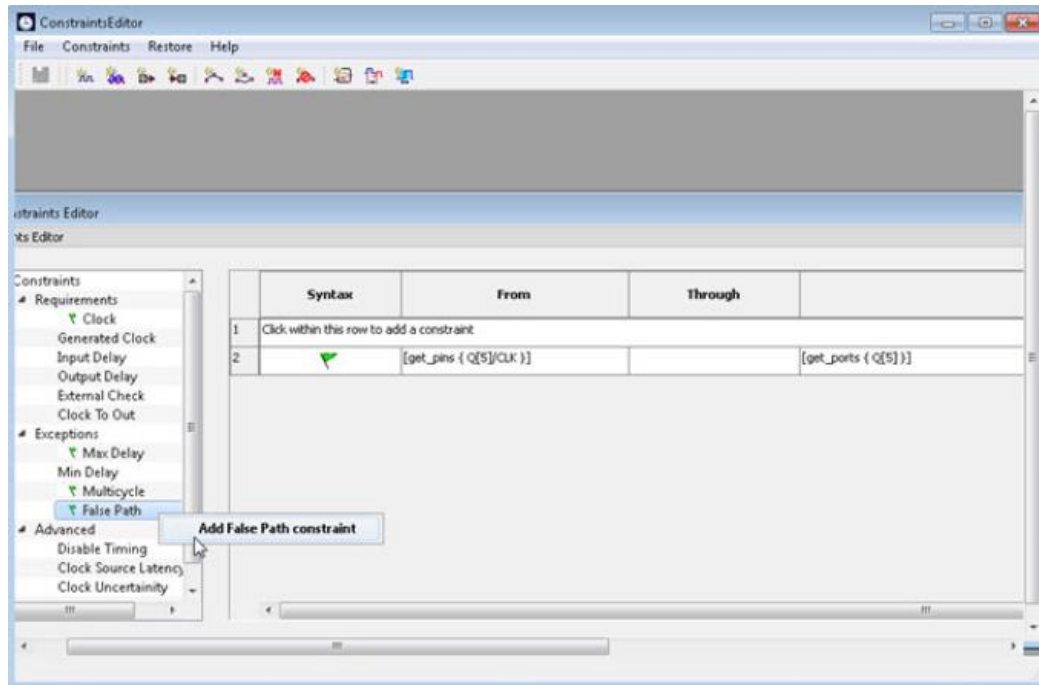 ConstraintsEditor
File Constraints Restore Help
straints Editor
nts Editor
Constraints
Requirements
Clock
Generated Clock
Input Delay
Output Delay
External Check
Clock To Out
Exceptions
Max Delay
Min Delay
Multicycle
False Path
Advanced
Disable Timing
Clock Source Latency
Clock Uncertainity
Add False Path constraint
Syntax From Through
1 Click within this row to add a constraint
2 [get_pins { Q[5]/CLK }] [get_ports { Q[5] }]